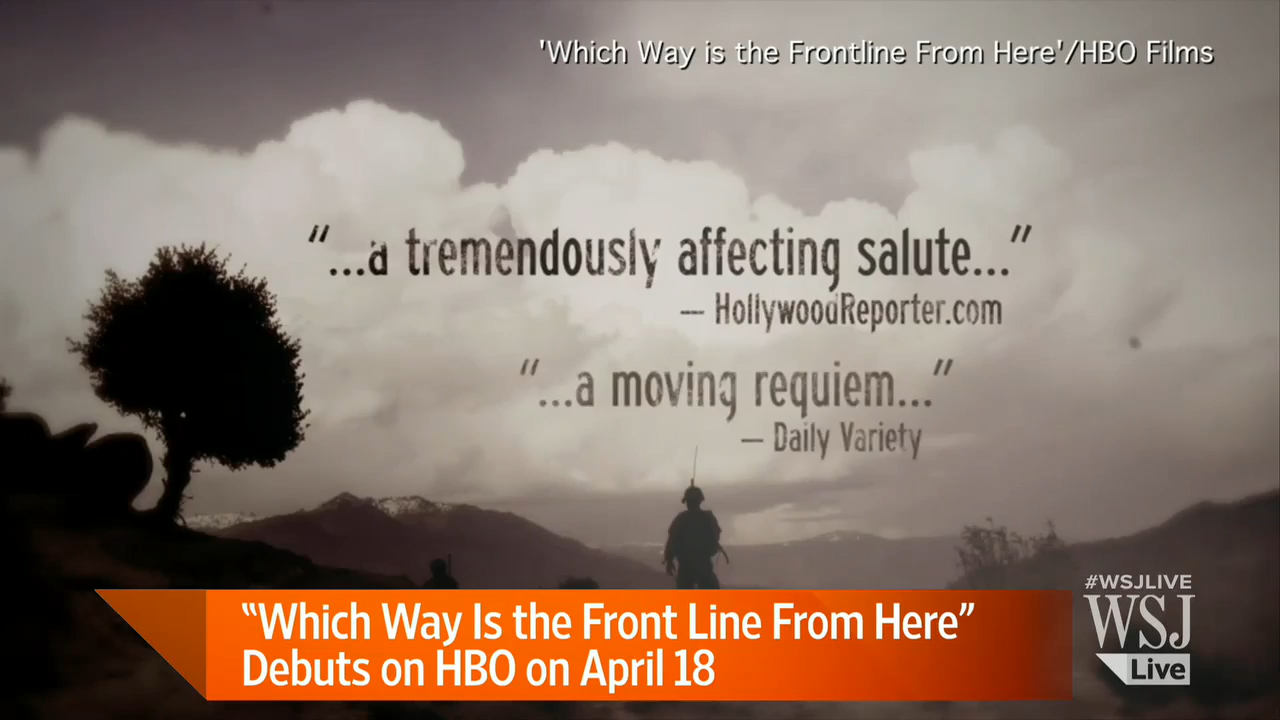 'Which Way is the Frontline From Here'/HBO Films
“...a tremendously affecting salute...”
— HollywoodReporter.com
“...a moving requiem...”
— Daily Variety
“Which Way Is the Front Line From Here”
Debuts on HBO on April 18
#WSJLIVE
WSJ
Live